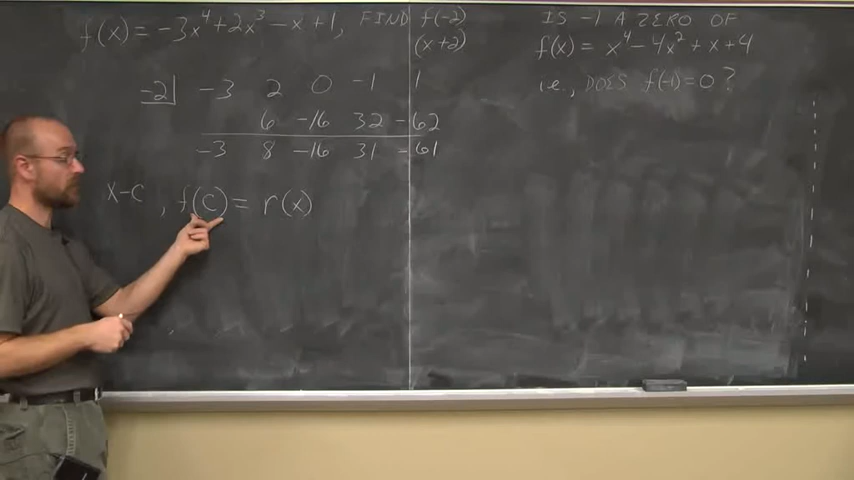 f(x) = -3x⁴ + 2x³ - x + 1, FIND f(-2)
(x+2)
-2| -3 2 0 -1 1
6 -16 32 -62
-3 8 -16 31 -61
x-c , f(c) = r(x)
IS -1 A ZERO OF
f(x) = x⁴ - 4x² + x + 4
i.e., DOES f(-1) = 0 ?